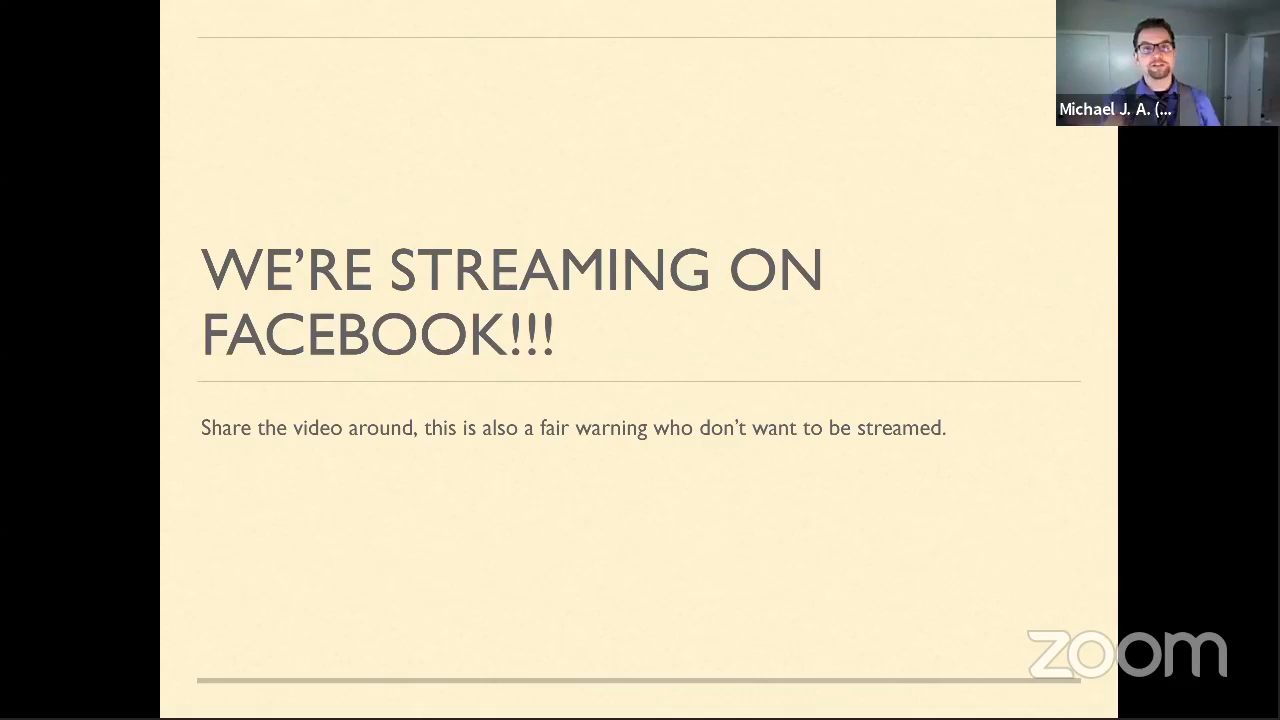 Michael J. A. (...
WE’RE STREAMING ON
FACEBOOK!!!
Share the video around, this is also a fair warning who don’t want to be streamed.
zoom